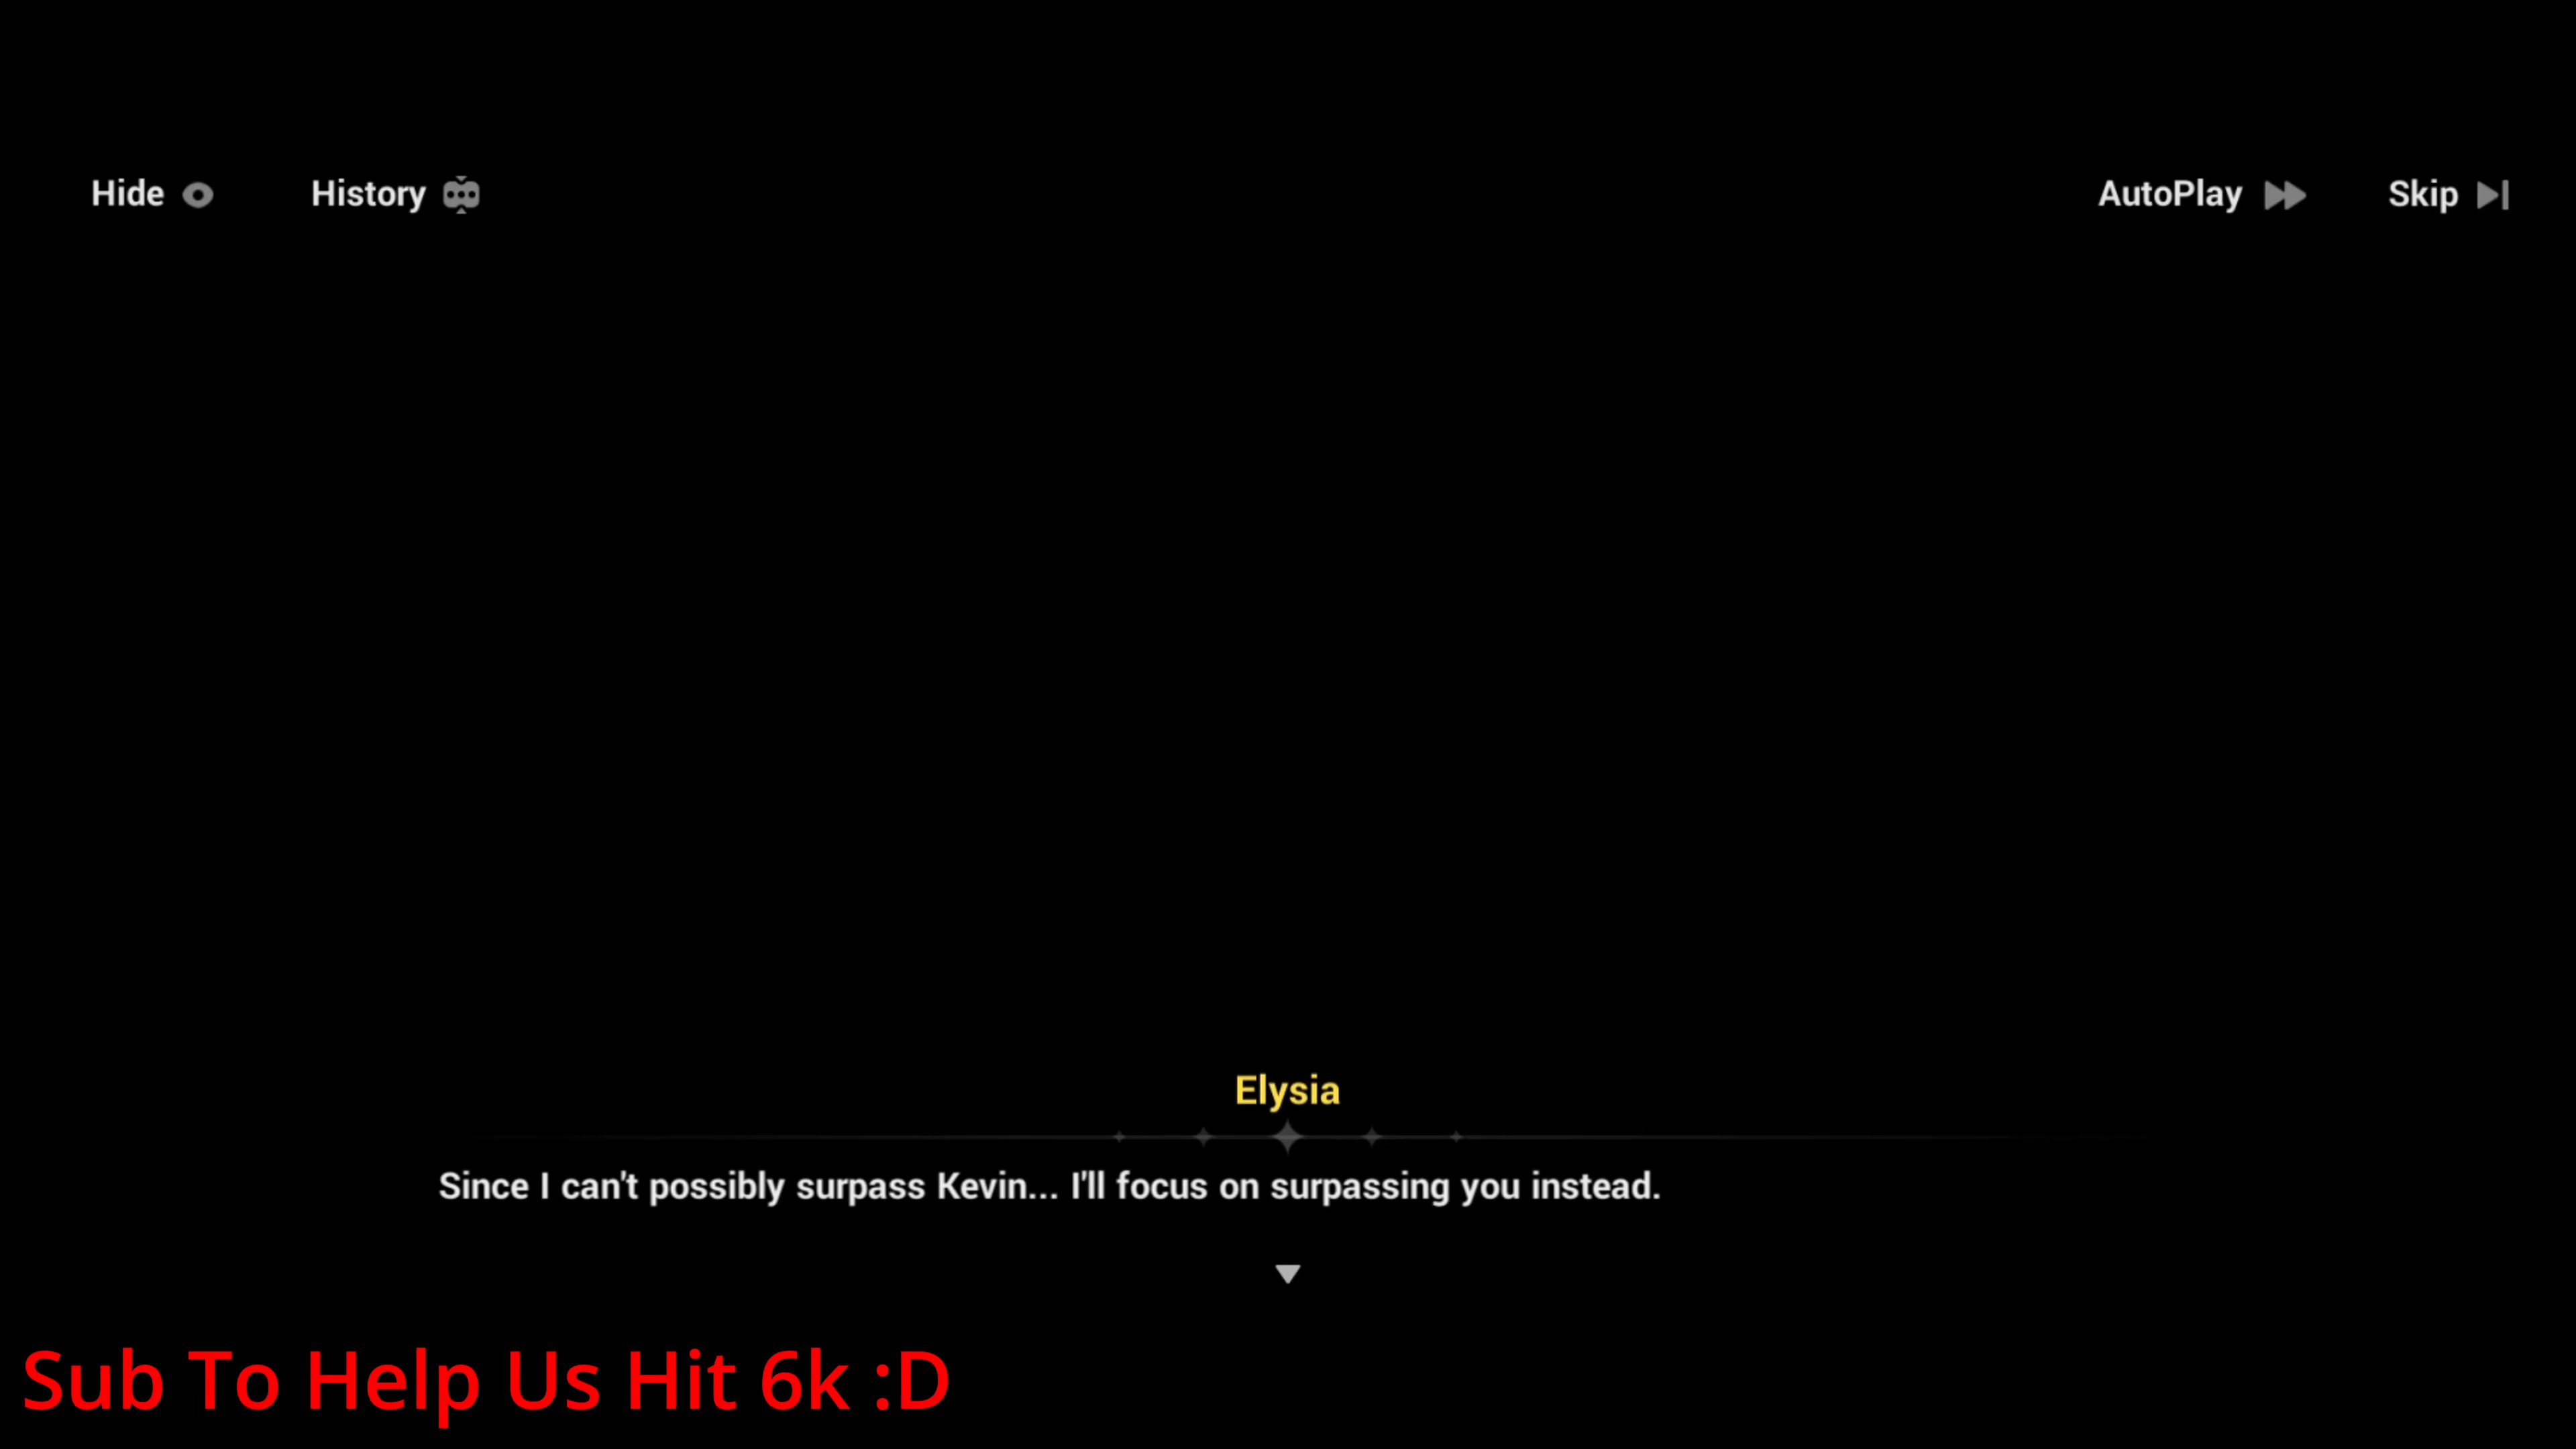 Hide
History
AutoPlay
Skip
Elysia
Since I can't possibly surpass Kevin... I'll focus on surpassing you instead.
Sub To Help Us Hit 6k :D